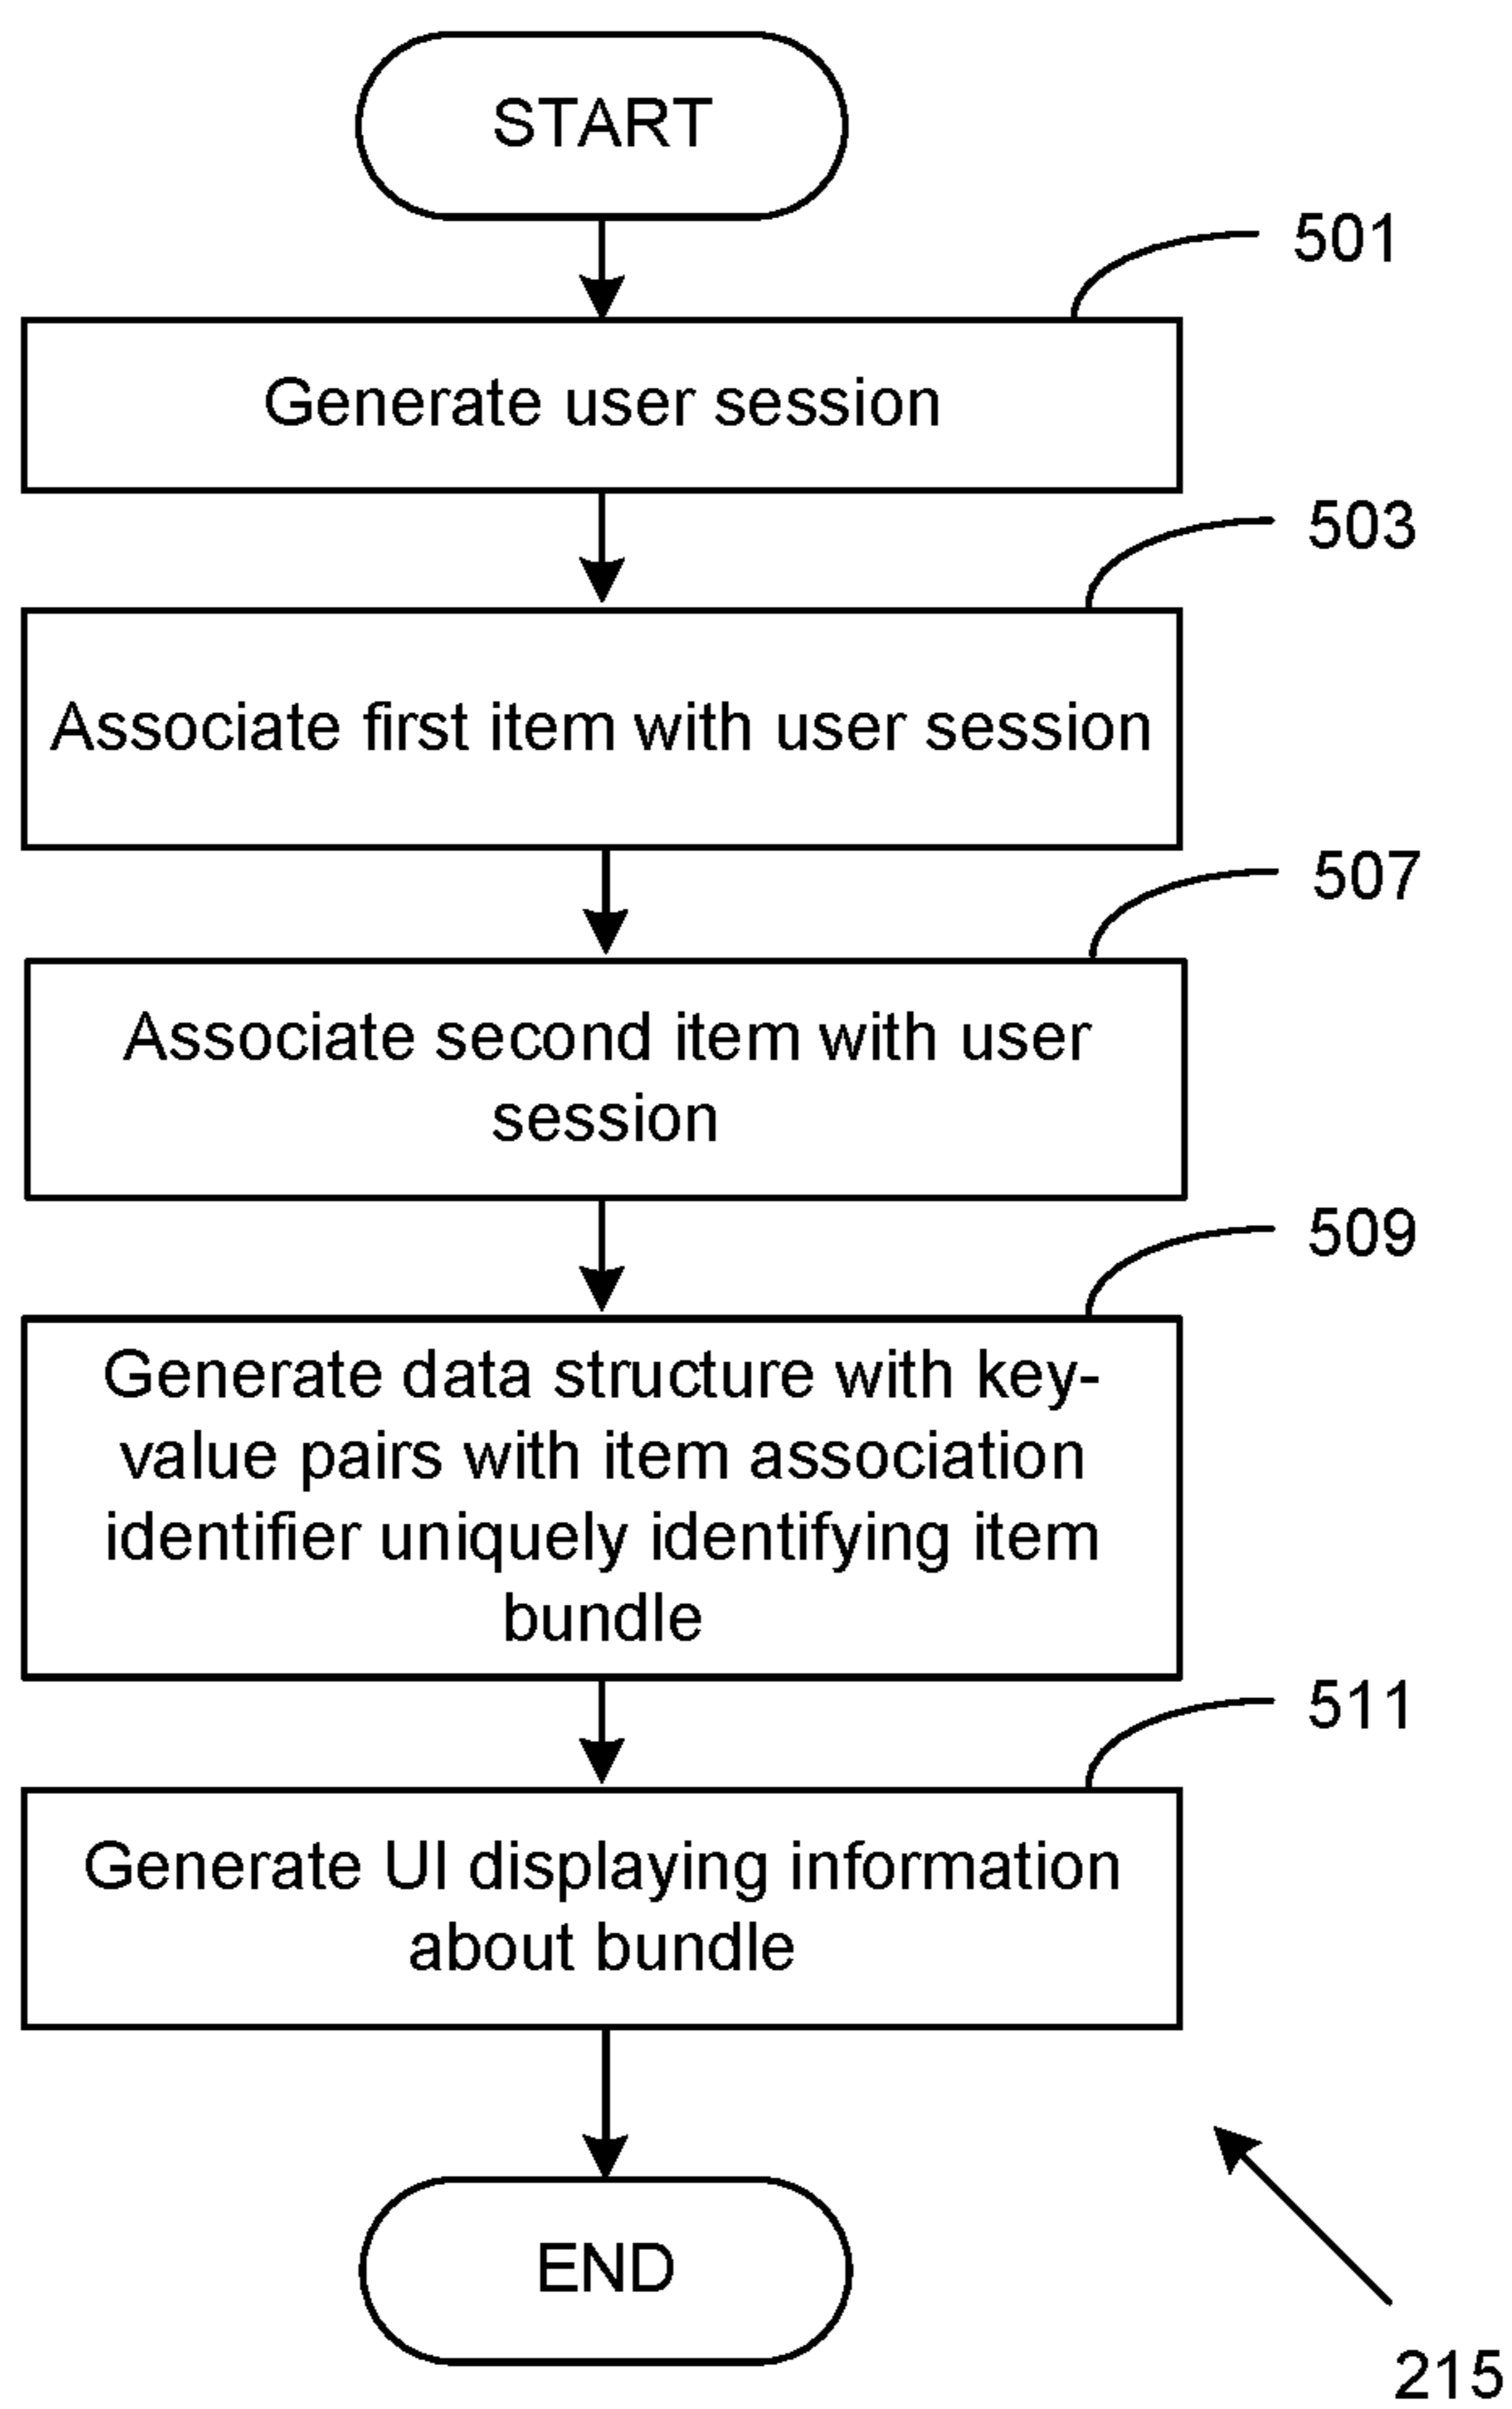 START
501
Generate user session
503
Associate first item with user session
507
Associate second item with user
session
509
Generate data structure with key-
value pairs with item association
identifier uniquely identifying item
bundle
511
Generate UI displaying information
about bundle
END
215